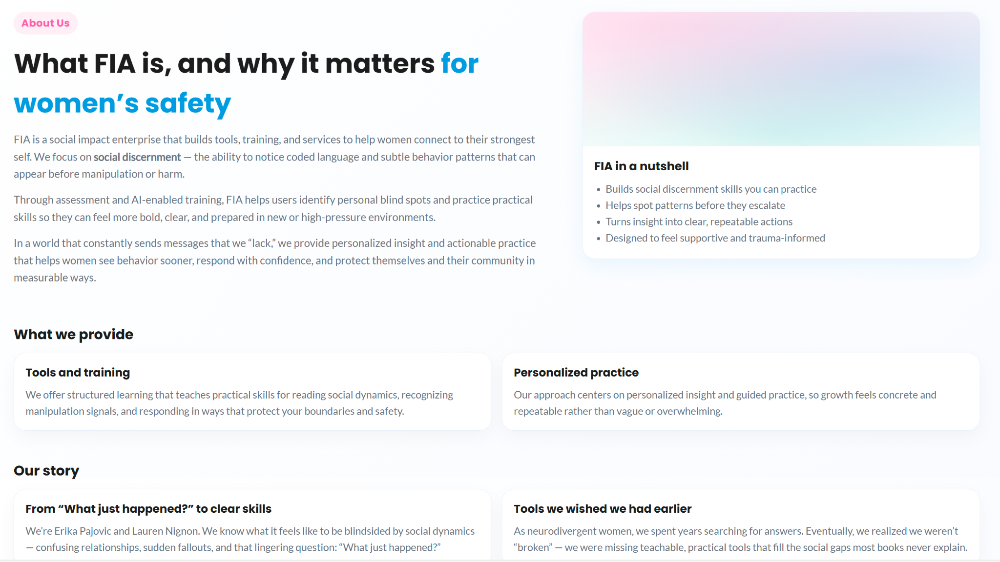 About Us
What FIA is, and why it matters for
women’s safety
FIA is a social impact enterprise that builds tools, training, and services to help women connect to their strongest
self. We focus on social discernment — the ability to notice coded language and subtle behavior patterns that can
appear before manipulation or harm.
Through assessment and AI-enabled training, FIA helps users identify personal blind spots and practice practical
skills so they can feel more bold, clear, and prepared in new or high-pressure environments.
In a world that constantly sends messages that we “lack,” we provide personalized insight and actionable practice
that helps women see behavior sooner, respond with confidence, and protect themselves and their community in
measurable ways.
FIA in a nutshell
• Builds social discernment skills you can practice
• Helps spot patterns before they escalate
• Turns insight into clear, repeatable actions
• Designed to feel supportive and trauma-informed
What we provide
Tools and training
We offer structured learning that teaches practical skills for reading social dynamics, recognizing
manipulation signals, and responding in ways that protect your boundaries and safety.
Personalized practice
Our approach centers on personalized insight and guided practice, so growth feels concrete and
repeatable rather than vague or overwhelming.
Our story
From “What just happened?” to clear skills
We’re Erika Pajovic and Lauren Nignon. We know what it feels like to be blindsided by social dynamics
— confusing relationships, sudden fallouts, and that lingering question: “What just happened?”
Tools we wished we had earlier
As neurodivergent women, we spent years searching for answers. Eventually, we realized we weren’t
“broken” — we were missing teachable, practical tools that fill the social gaps most books never explain.